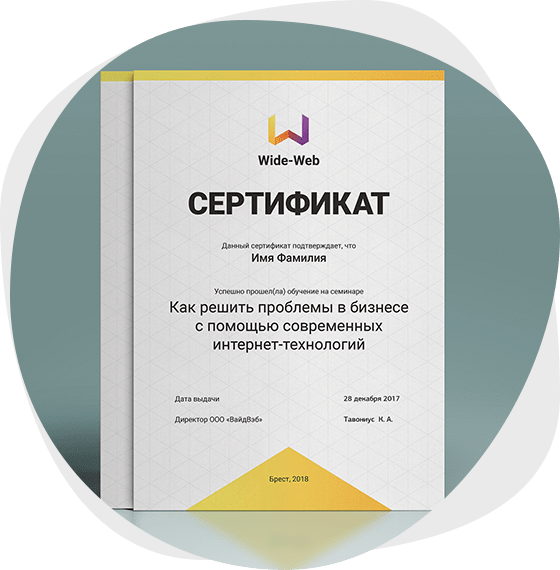 Wide-Web
СЕРТИФИКАТ
Данный сертификат подтверждает, что
Имя Фамилия
Успешно прошел(ла) обучение на семинаре
Как решить проблемы в бизнесе
с помощью современных
интернет-технологий
Дата выдачи 28 декабря 2017
Директор ООО «ВайдВэб» Тавониус К. А.
Брест, 2018